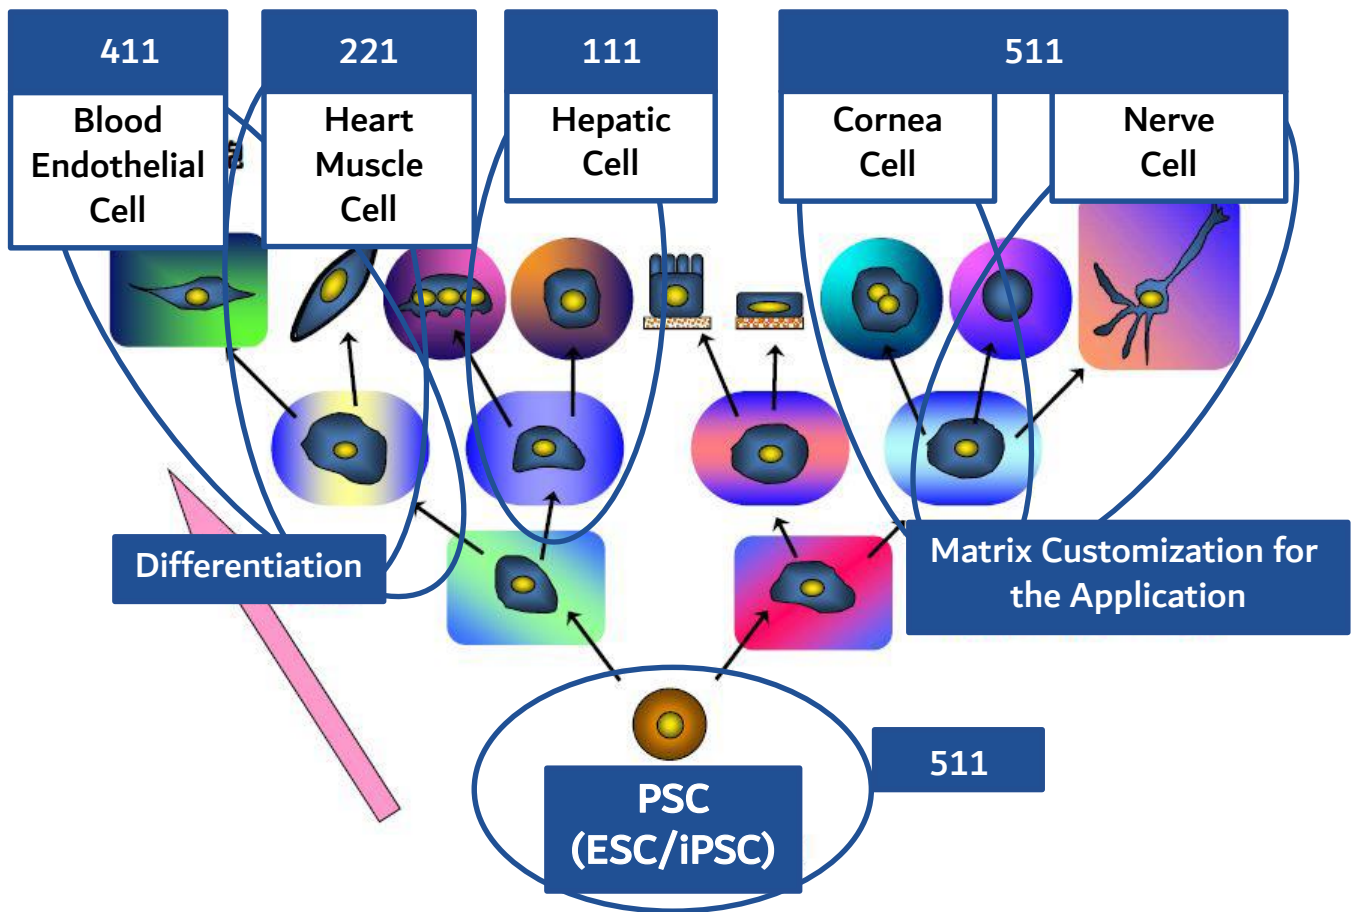 411
221
111
511
Blood
Endothelial
Cell
Heart
Muscle
Cell
Hepatic
Cell
Cornea
Cell
Nerve
Cell
Differentiation
Matrix Customization for
the Application
511
PSC
(ESC/iPSC)